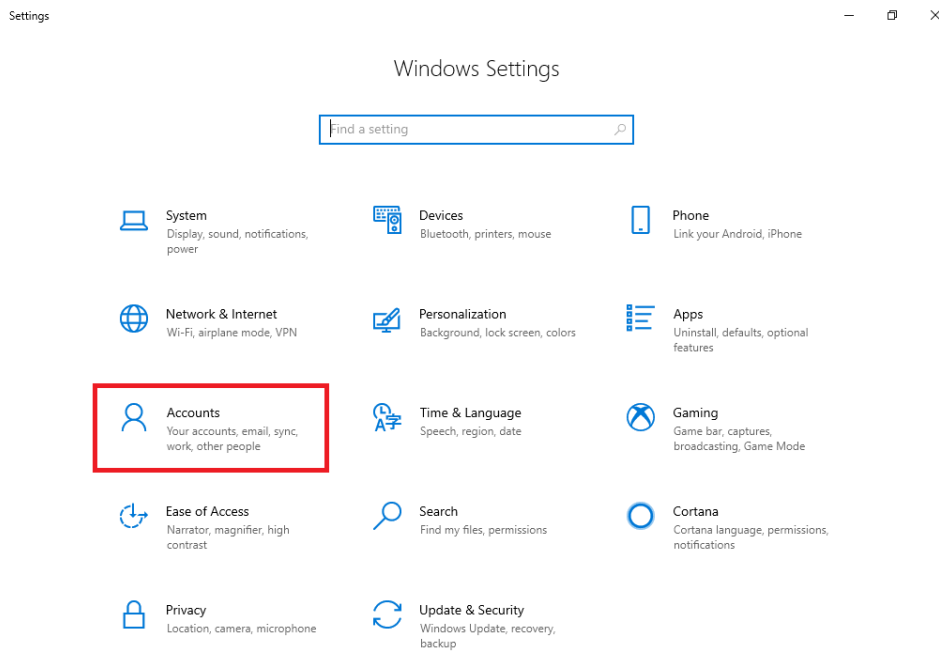 Settings
Windows Settings
Find a setting
System
Display, sound, notifications,
power
Devices
Bluetooth, printers, mouse
Phone
Link your Android, iPhone
Network & Internet
Wi-Fi, airplane mode, VPN
Personalization
Background, lock screen, colors
Apps
Uninstall, defaults, optional
features
Accounts
Your accounts, email, sync,
work, other people
Time & Language
Speech, region, date
Gaming
Game bar, captures,
broadcasting, Game Mode
Ease of Access
Narrator, magnifier, high
contrast
Search
Find my files, permissions
Cortana
Cortana language, permissions,
notifications
Privacy
Location, camera, microphone
Update & Security
Windows Update, recovery,
backup